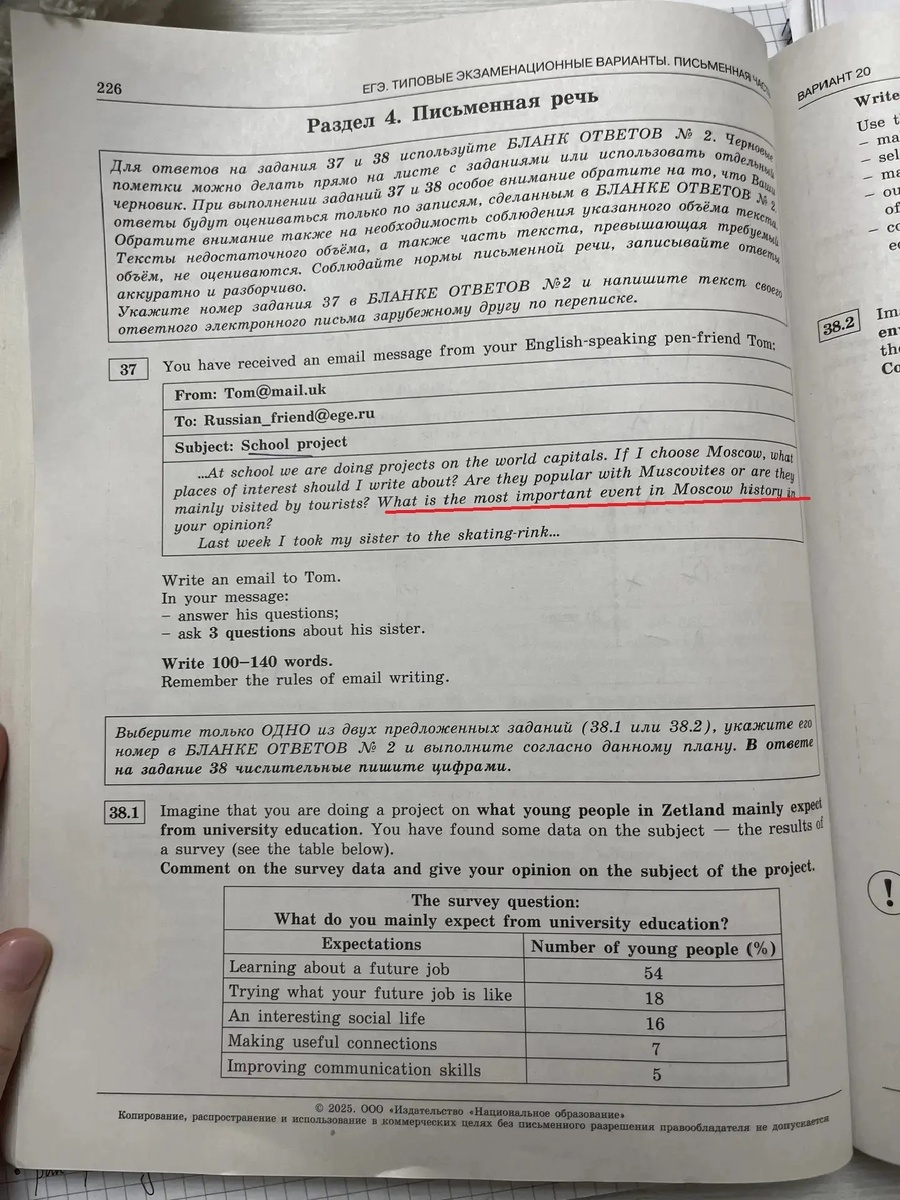 226
ЕГЭ. ТИПОВЫЕ ЭКЗАМЕНАЦИОННЫЕ ВАРИАНТЫ. ПИСЬМЕННАЯ ЧАСТЬ
Раздел 4. Письменная речь
Для ответов на задания 37 и 38 используйте БЛАНК ОТВЕТОВ № 2. Черновые
пометки можно делать прямо на листе с заданиями или использовать отдельный
черновик. При выполнении заданий 37 и 38 особое внимание обратите на то, что Ваши
ответы будут оцениваться только по записям, сделанным в БЛАНКЕ ОТВЕТОВ № 2.
Обратите внимание также на необходимость соблюдения указанного объёма текста.
Тексты недостаточного объёма, а также часть текста, превышающая требуемый
объём, не оцениваются. Соблюдайте нормы письменной речи, записывайте ответы
аккуратно и разборчиво.
Укажите номер задания 37 в БЛАНКЕ ОТВЕТОВ №2 и напишите текст своего
ответного электронного письма зарубежному другу по переписке.
37
You have received an email message from your English-speaking pen-friend Tom:
From: Tom@mail.uk
To: Russian_friend@ege.ru
Subject: School project
...At school we are doing projects on the world capitals. If I choose Moscow, what
places of interest should I write about? Are they popular with Muscovites or are they
mainly visited by tourists? What is the most important event in Moscow history in
your opinion?
Last week I took my sister to the skating-rink...
Write an email to Tom.
In your message:
– answer his questions;
– ask 3 questions about his sister.
Write 100–140 words.
Remember the rules of email writing.
Выберите только ОДНО из двух предложенных заданий (38.1 или 38.2), укажите его
номер в БЛАНКЕ ОТВЕТОВ № 2 и выполните согласно данному плану. В ответе
на задание 38 числительные пишите цифрами.
38.1
Imagine that you are doing a project on what young people in Zetland mainly expect
from university education. You have found some data on the subject — the results of
a survey (see the table below).
Comment on the survey data and give your opinion on the subject of the project.
The survey question:
What do you mainly expect from university education?
Expectations Number of young people (%)
Learning about a future job 54
Trying what your future job is like 18
An interesting social life 16
Making useful connections 7
Improving communication skills 5
© 2025. ООО «Издательство «Национальное образование»
Копирование, распространение и использование в коммерческих целях без письменного разрешения правообладателя не допускается
ВАРИАНТ 20
Write
Use
38.2